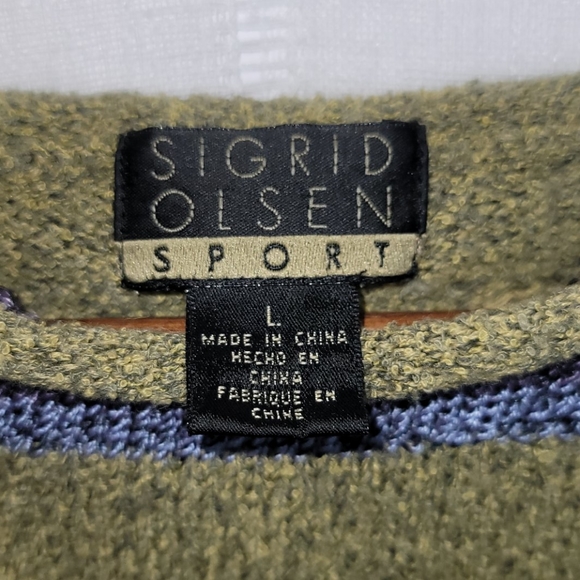 SIGRID
OLSEN
SPORT
L
MADE IN CHINA
HECHO EN
CHINA
FABRIQUE EN
CHINE